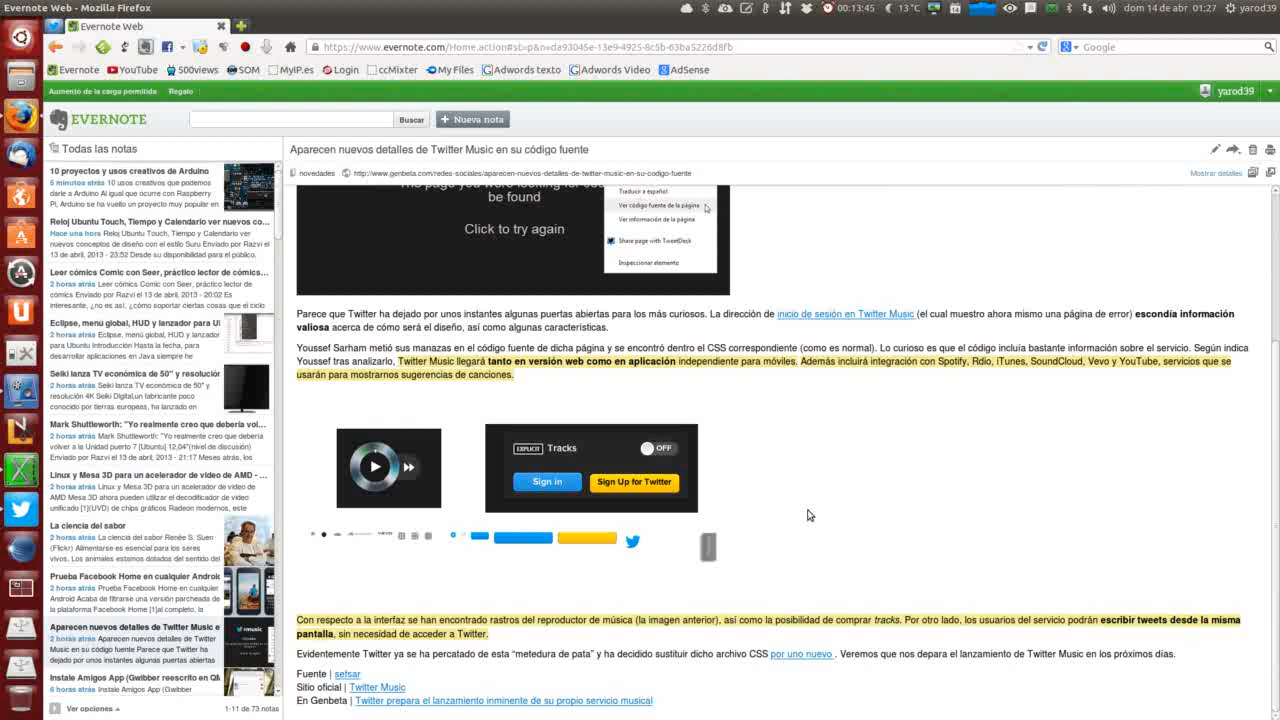 Evernote Web
00:13:45
13°C
dom 14 de abr 01:27
yarod39
https://www.evernote.com/Home.action#st=p&n=da93045e-13e9-4925-8c5b-63ba5226d8fb
Google
Evernote
YouTube
500views
SOM
MyIP.es
Login
ccMixter
My Files
Adwords texto
Adwords Video
AdSense
Aumento de la carga permitida
Regalo
yarod39
EVERNOTE
Buscar
+ Nueva nota
Todas las notas
10 proyectos y usos creativos de Arduino
6 minutos atrás 10 usos creativos que podemos
darle a Arduino Al igual que ocurre con Raspberry
Pi, Arduino se ha vuelto un proyecto muy popular en
Reloj Ubuntu Touch, Tiempo y Calendario ver nuevos co...
Hace una hora Reloj Ubuntu Touch, Tiempo y Calendario ver
nuevos conceptos de diseño con el estilo Suru Enviado por Razvi el
13 de abril, 2013 - 23:52 Desde su disponibilidad para el público,
Leer cómics Comic con Seer, práctico lector de cómics...
2 horas atrás Leer cómics Comic con Seer, práctico lector de
cómics Enviado por Razvi el 13 de abril, 2013 - 20:02 Es
interesante, ¿no es así, ¿cómo soportar ciertas cosas que el ciclo
Eclipse, menú global, HUD y lanzador para U
2 horas atrás Eclipse, menú global, HUD y lanzador
para Ubuntu Introducción Hasta la fecha, para
desarrollar aplicaciones en Java siempre he
Seiki lanza TV económica de 50" y resolución
2 horas atrás Seiki lanza TV económica de 50" y
resolución 4K Seiki Digital,un fabricante poco
conocido por tierras europeas, ha lanzado en
Mark Shuttleworth: "Yo realmente creo que debería vol...
2 horas atrás Mark Shuttleworth: "Yo realmente creo que debería
volver a la Unidad puerto 7 [Ubuntu] 12,04"(nivel de discusión)
Enviado por Razvi el 13 de abril, 2013 - 21:17 Meses atrás, los
Linux y Mesa 3D para un acelerador de video de AMD - ...
2 horas atrás Linux y Mesa 3D para un acelerador de video de
AMD Mesa 3D ahora pueden utilizar el decodificador de video
unificado [1](UVD) de chips gráficos Radeon modernos, este
La ciencia del sabor
2 horas atrás La ciencia del sabor Renée S. Suen
(Flickr) Alimentarse es esencial para los seres
vivos. Los animales estamos dotados del sentido del
Prueba Facebook Home en cualquier Android
2 horas atrás Prueba Facebook Home en cualquier
Android Acaba de filtrarse una versión parcheada de
la plataforma Facebook Home [1]al completo, la
Aparecen nuevos detalles de Twitter Music e
2 horas atrás Aparecen nuevos detalles de Twitter
Music en su código fuente Parece que Twitter ha
dejado por unos instantes algunas puertas abiertas
Instale Amigos App (Gwibber reescrito en QM
6 horas atrás Instale Amigos App (Gwibber
Ver opciones
1-11 de 73 notas
Aparecen nuevos detalles de Twitter Music en su código fuente
novedades
http://www.genbeta.com/redes-sociales/aparecen-nuevos-detalles-de-twitter-music-en-su-codigo-fuente
Mostrar detalles
The page you were looking for cou
be found
Click to try again
Traducir a español
Ver código fuente de la página
Ver información de la página
Share page with TweetDeck
Inspeccionar elemento
Parece que Twitter ha dejado por unos instantes algunas puertas abiertas para los más curiosos. La dirección de inicio de sesión en Twitter Music (el cual muestro ahora mismo una página de error) escondía información
valiosa acerca de cómo será el diseño, así como algunas características.
Youssef Sarham metió sus manazas en el código fuente de dicha página y se encontró dentro el CSS correspondiente (como es normal). Lo curioso es que el código incluía bastante información sobre el servicio. Según indica
Youssef tras analizarlo, Twitter Music llegará tanto en versión web como en aplicación independiente para móviles. Además incluirá integración con Spotify, Rdio, iTunes, SoundCloud, Vevo y YouTube, servicios que se
usarán para mostrarnos sugerencias de canciones.
EXPLICIT Tracks
OFF
Sign in
Sign Up for Twitter
vevo
Con respecto a la interfaz se han encontrado rastros del reproductor de música (la imagen anterior), así como la posibilidad de comprar tracks. Por otro lado, los usuarios de servicio podrán escribir tweets desde la misma
pantalla, sin necesidad de acceder a Twitter.
Evidentemente Twitter ya se ha percatado de esta “metedura de pata” y ha decidido sustituir dicho archivo CSS por uno nuevo . Veremos que nos depara el lanzamiento de Twitter Music en los próximos días.
Fuente | sefsar
Sitio oficial | Twitter Music
En Genbeta | Twitter prepara el lanzamiento inminente de su propio servicio musical